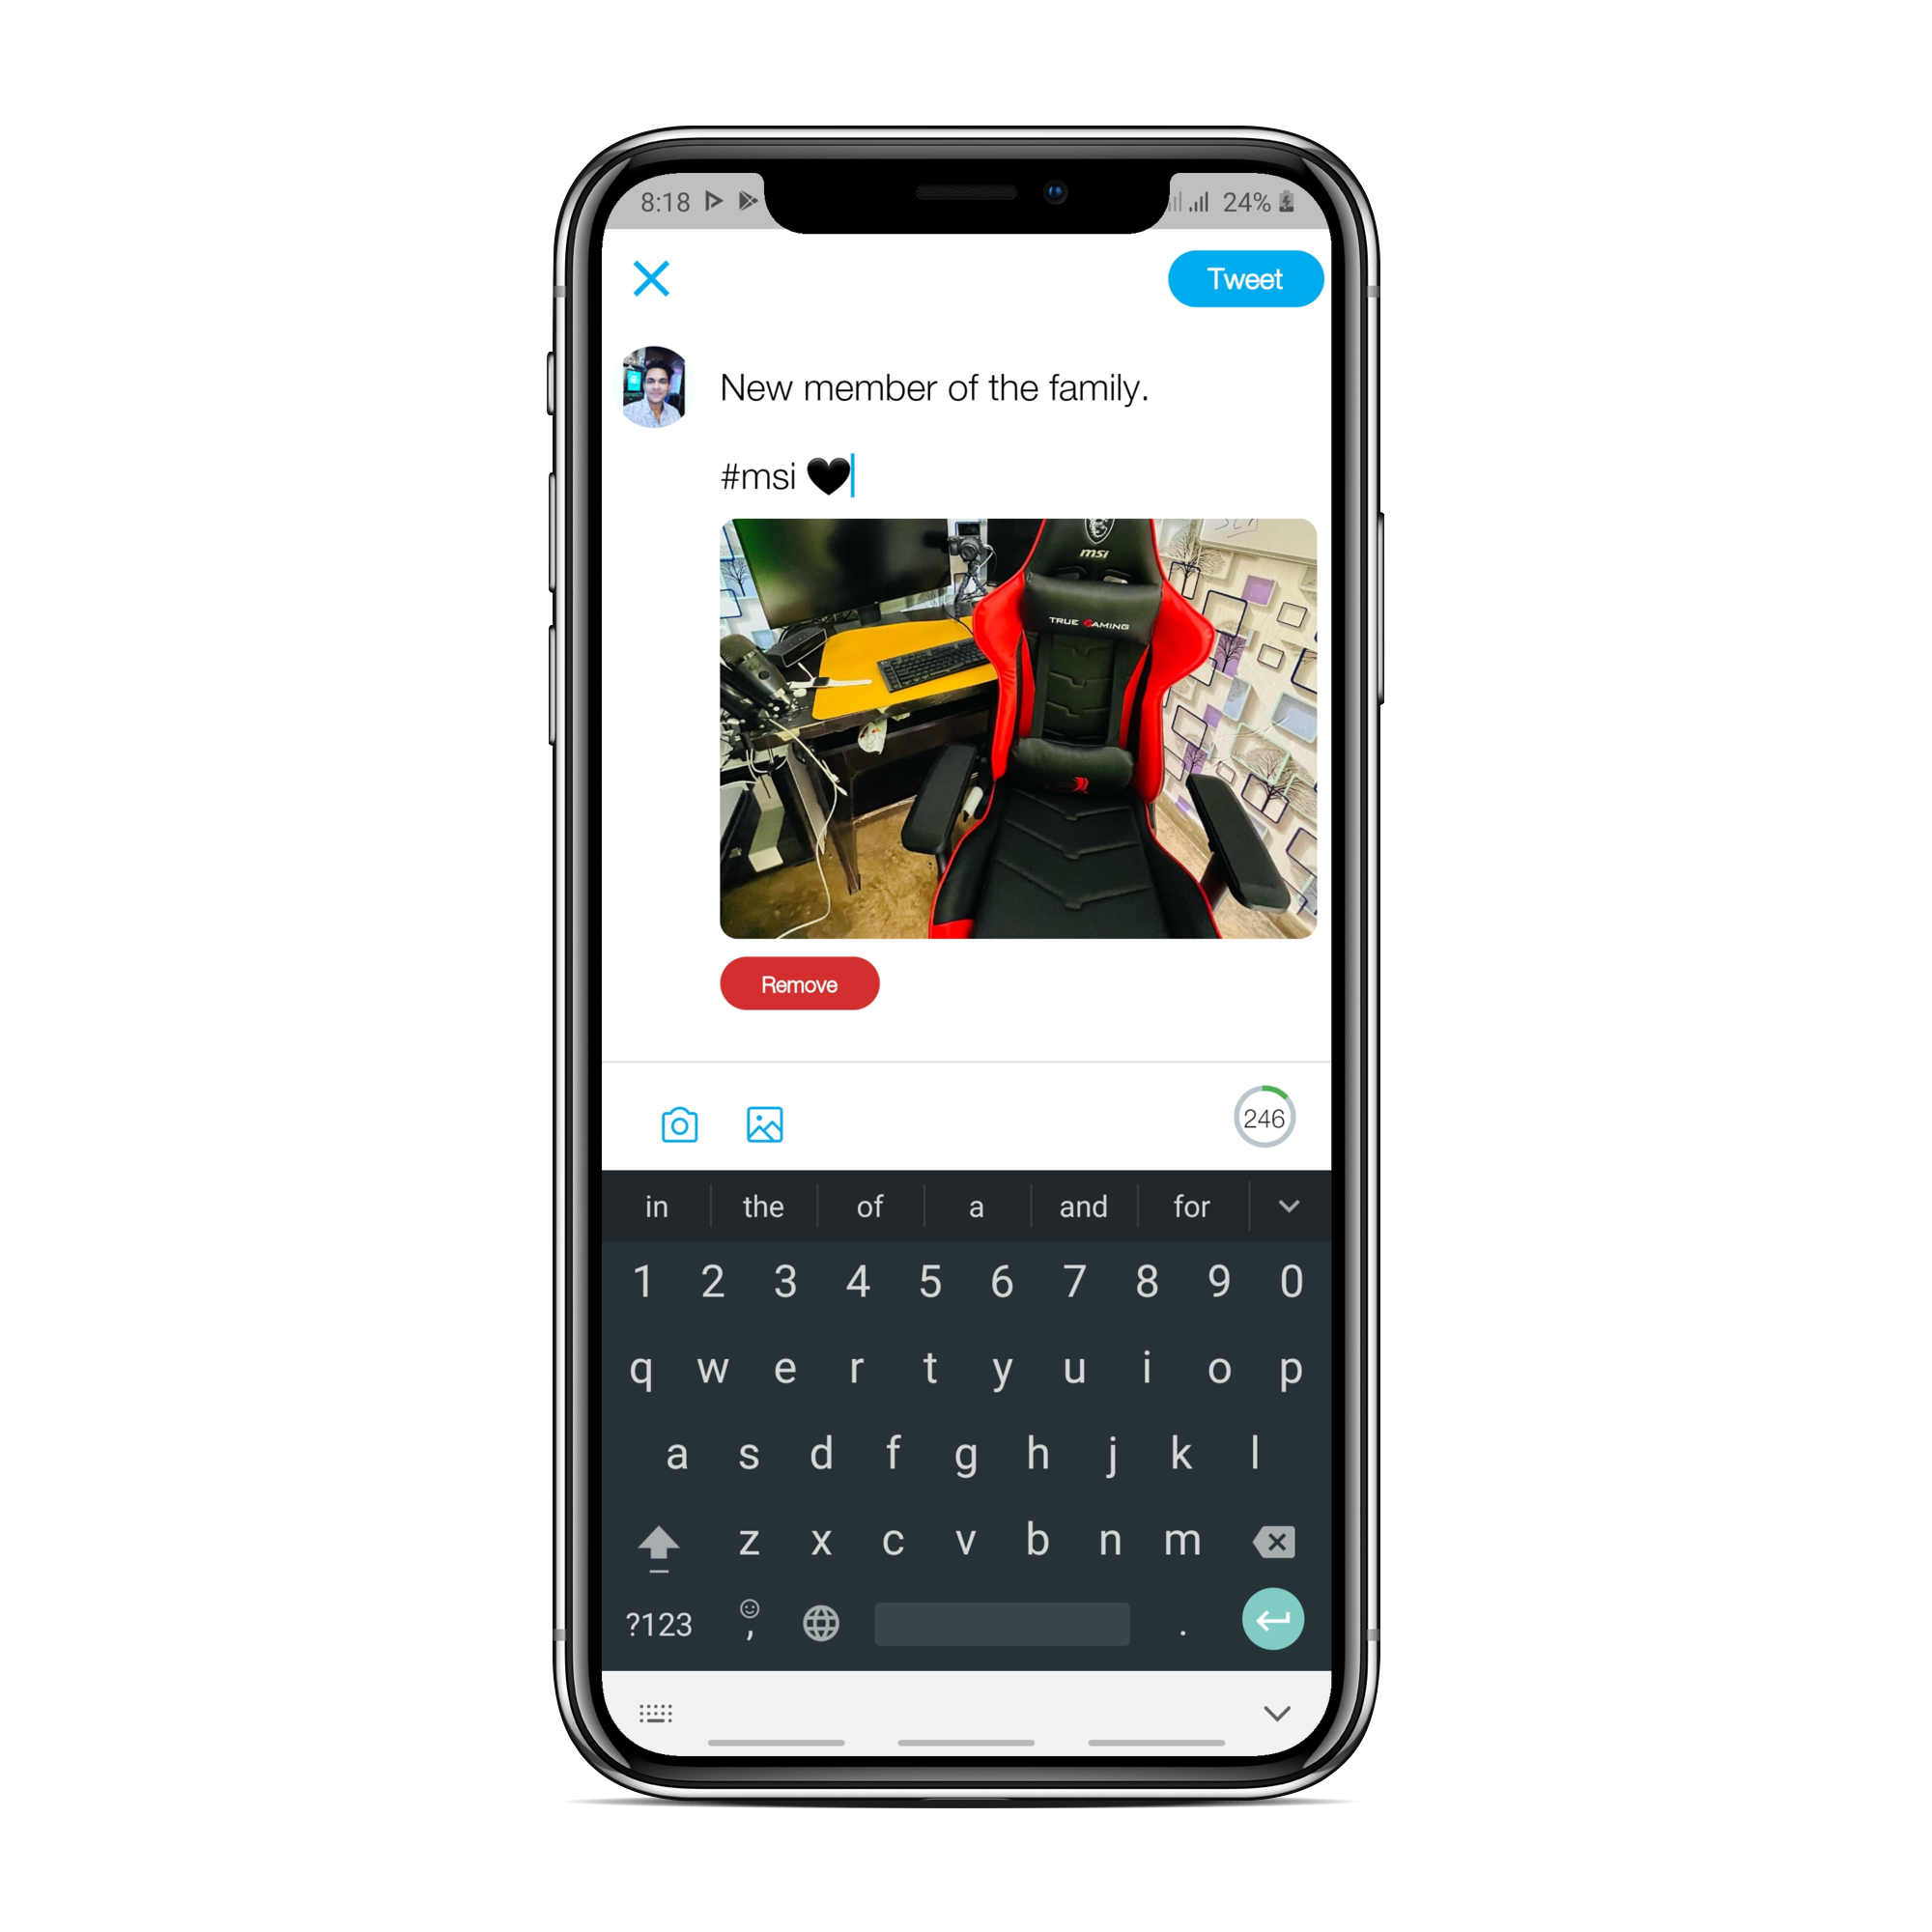 8:18 24%
Tweet
New member of the family.
#msi 🖤
msi
TRUE GAMING
Remove
246
in the of a and for
1 2 3 4 5 6 7 8 9 0
q w e r t y u i o p
a s d f g h j k l
z x c v b n m
?123 , .